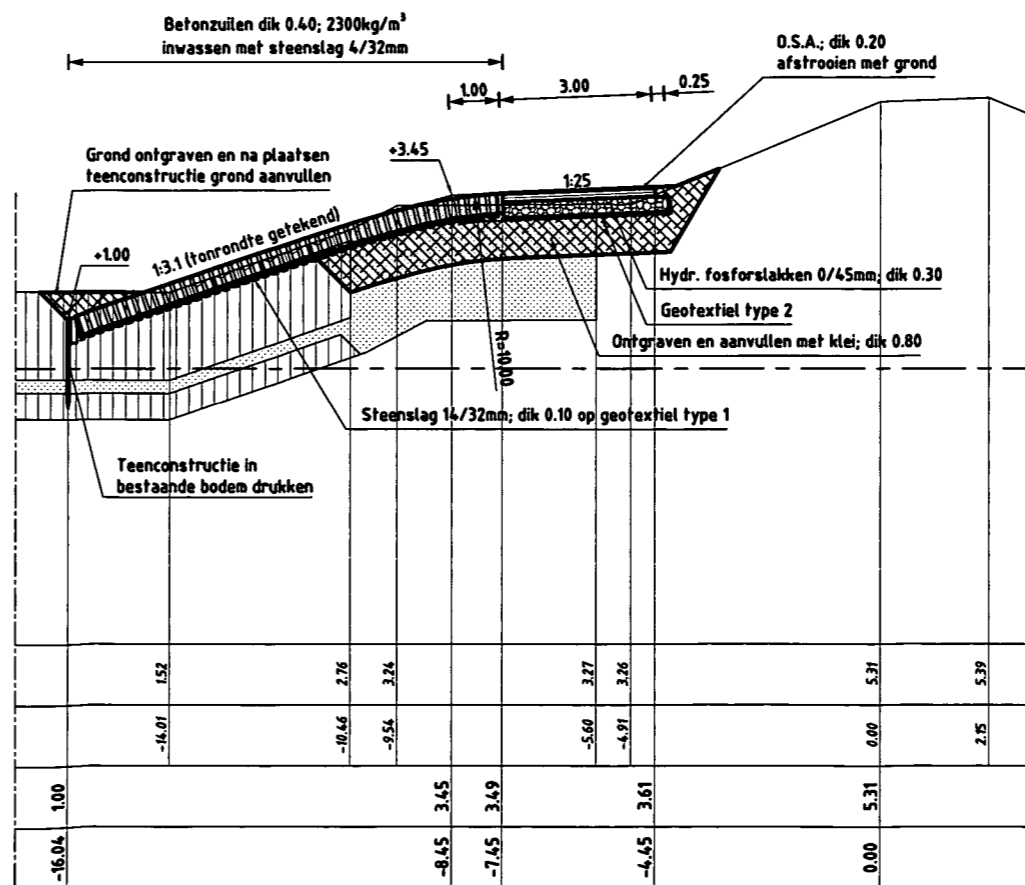 Betonzuilen dik 0.40; 2300kg/m³
inwassen met steenslag 4/32mm
O.S.A.; dik 0.20
afstrooien met grond
1.00
3.00
0.25
Grond ontgraven en na plaatsen
teenconstructie grond aanvullen
+3.45
1:25
1:3.1 (tonrondte getekend)
+1.00
Hydr. fosforslakken 0/45mm; dik 0.30
Geotextiel type 2
Ontgraven en aanvullen met klei; dik 0.80
R=10.00
Steenslag 14/32mm; dik 0.10 op geotextiel type 1
Teenconstructie in
bestaande bodem drukken
1.52
2.76
3.24
3.27
3.26
5.31
5.39
-14.01
-10.46
-9.54
-5.60
-4.91
0.00
2.15
1.00
3.45
3.49
3.61
5.31
-16.04
-8.45
-7.45
-4.45
0.00